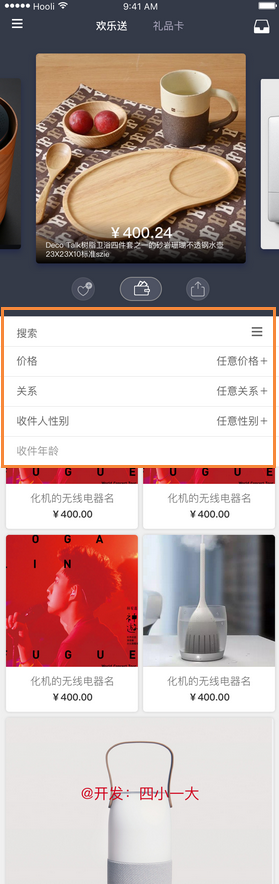 Hooli 9:41 AM
欢乐送 礼品卡
￥400.24
Deco Talk树脂卫浴四件套之一的砂岩珊瑚不透钢水壶
23X23X10标准szie
搜索
价格 任意价格+
关系 任意关系+
收件人性别 任意性别+
收件年龄
UGUE UGUE
化机的无线电器名 化机的无线电器名
￥400.00 ￥400.00
OGA
IN
UGUE
化机的无线电器名 化机的无线电器名
￥400.00 ￥400.00
@开发：四小一大